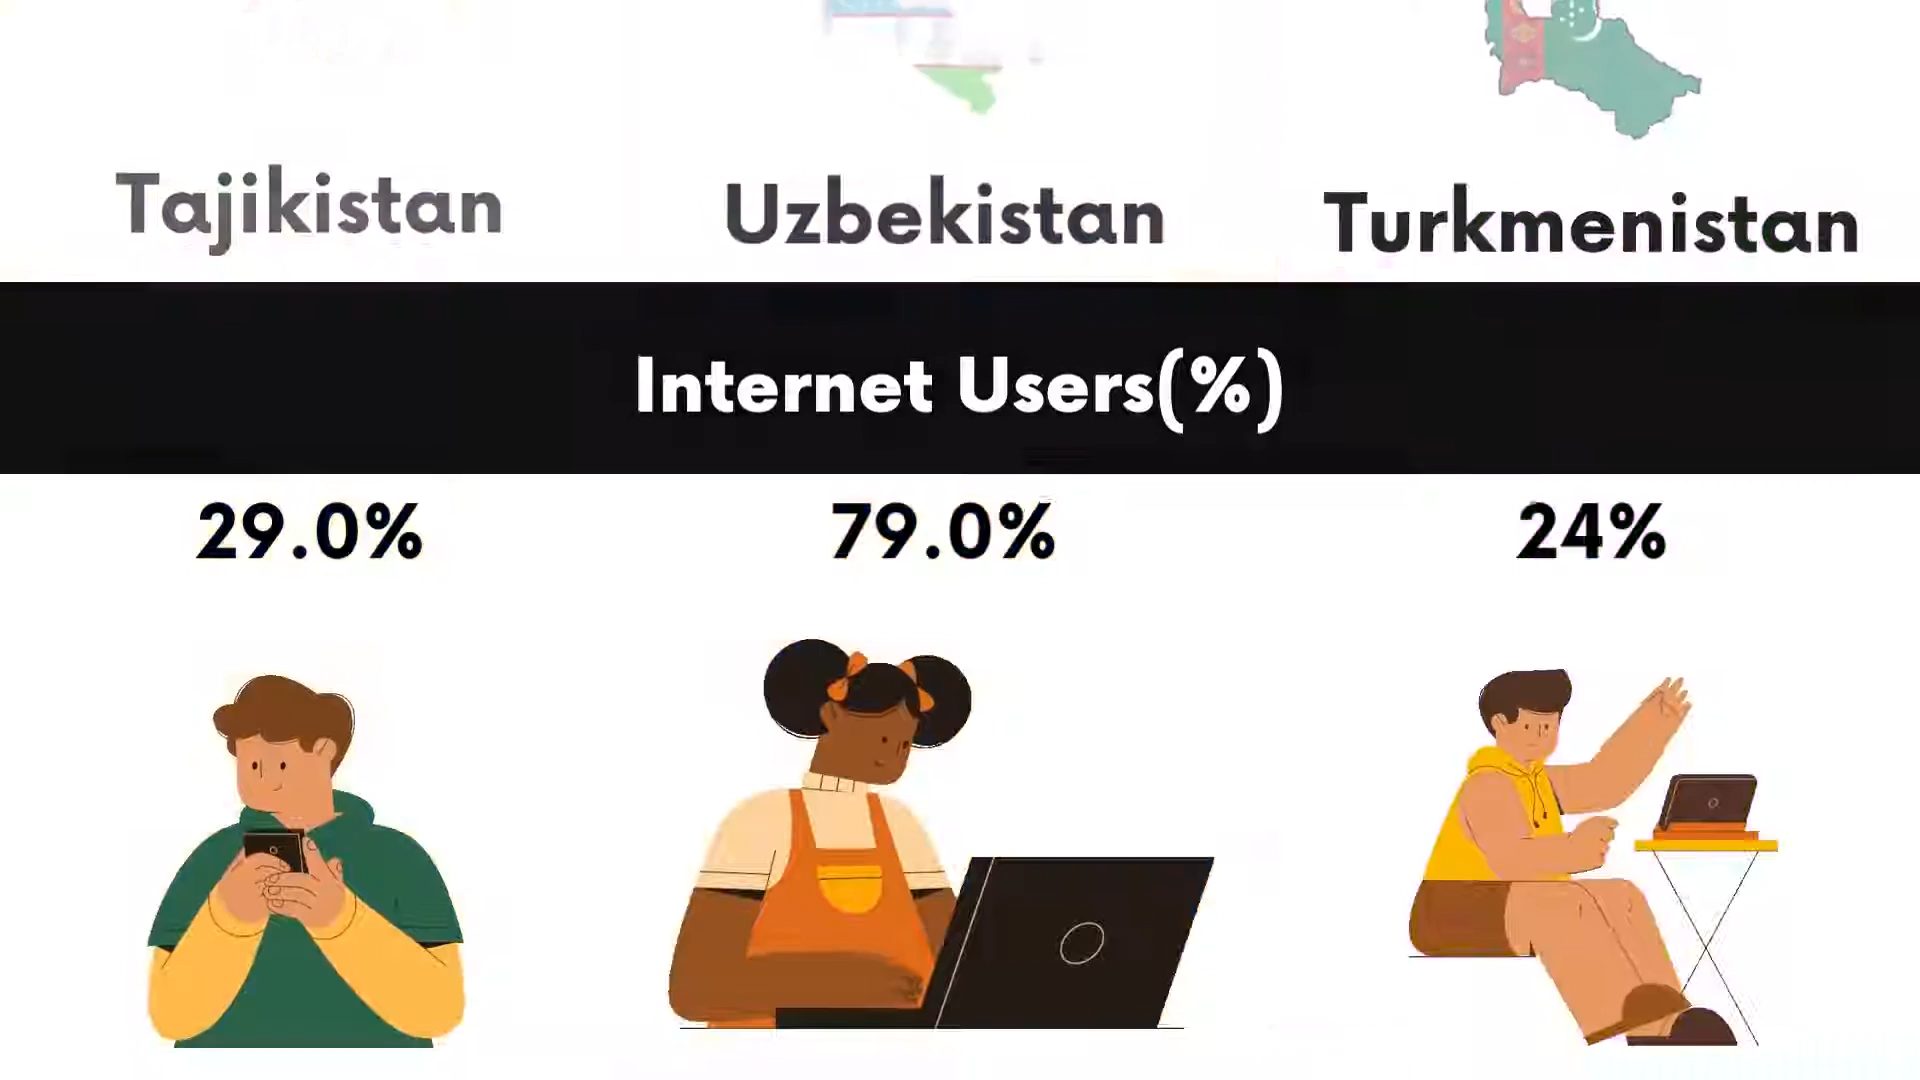 Tajikistan
Uzbekistan
Turkmenistan
Internet Users(%)
29.0%
79.0%
24%